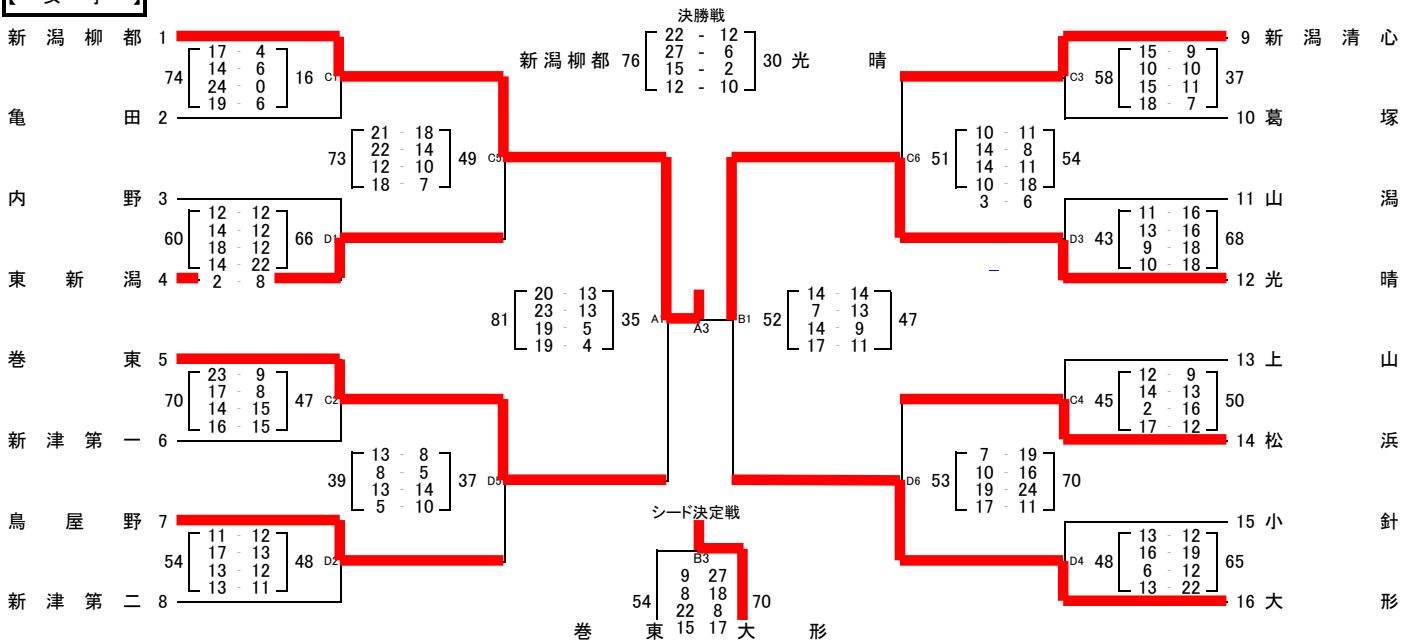 【 女 子 】
決勝戦
新潟柳都 76 30 光 晴
22 - 12
27 - 6
15 - 2
12 - 10
新潟柳都 1
74 16 C1
17 - 4
14 - 6
24 - 0
19 - 6
亀田 2
73 49 C5
21 - 18
22 - 14
12 - 10
18 - 7
内野 3
60 66 D1
12 - 12
14 - 12
18 - 12
14 - 22
2 - 8
東新潟 4
81 35 A1
20 - 13
23 - 13
19 - 5
19 - 4
A3
巻東 5
70 47 C2
23 - 9
17 - 8
14 - 15
16 - 15
新津第一 6
39 37 D5
13 - 8
8 - 5
13 - 14
5 - 10
鳥屋野 7
54 48 D2
11 - 12
17 - 13
13 - 12
13 - 11
新津第二 8
9 新潟清心
C3 58 37
15 - 9
10 - 10
15 - 11
18 - 7
10 葛塚
C6 51 54
10 - 11
14 - 8
14 - 11
10 - 18
3 - 6
11 山潟
D3 43 68
11 - 16
13 - 16
9 - 18
10 - 18
12 光晴
B1 52 47
14 - 14
7 - 13
14 - 9
17 - 11
13 上山
C4 45 50
12 - 9
14 - 13
2 - 16
17 - 12
14 松浜
D6 53 70
7 - 19
10 - 16
19 - 24
17 - 11
15 小針
D4 48 65
13 - 12
16 - 19
6 - 12
13 - 22
16 大形
シード決定戦
B3
54 70
9 27
8 18
22 8
15 17
巻東 大形